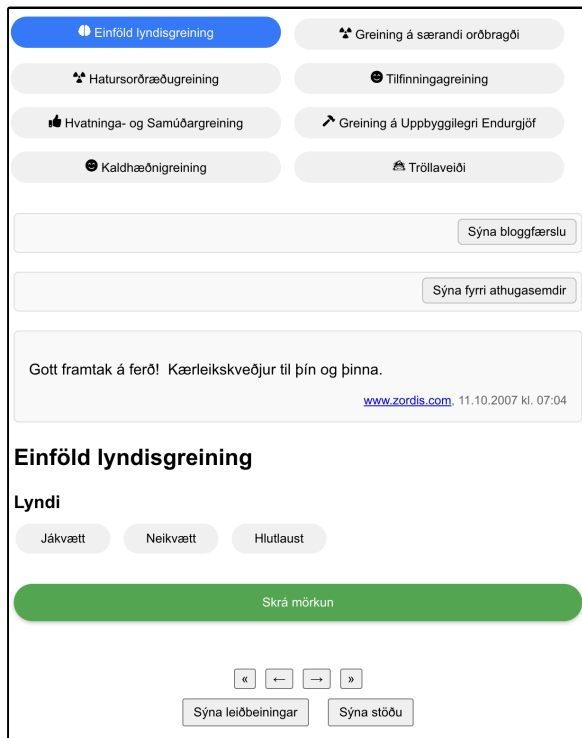 Einföld lyndisgreining
Greining á særandi orðbragði
Hatursorðræðugreining
Tilfinningagreining
Hvatninga- og Samúðargreining
Greining á Uppbyggilegri Endurgjöf
Kaldhæðnigreining
Tröllaveiði
Sýna bloggfærslu
Sýna fyrri athugasemdir
Gott framtak á ferð!  Kærleikskveðjur til þín og þinna.
www.zordis.com, 11.10.2007 kl. 07:04
Einföld lyndisgreining
Lyndi
Jákvætt Neikvætt Hlutlaust
Skrá mörkun
« ← → »
Sýna leiðbeiningar Sýna stöðu